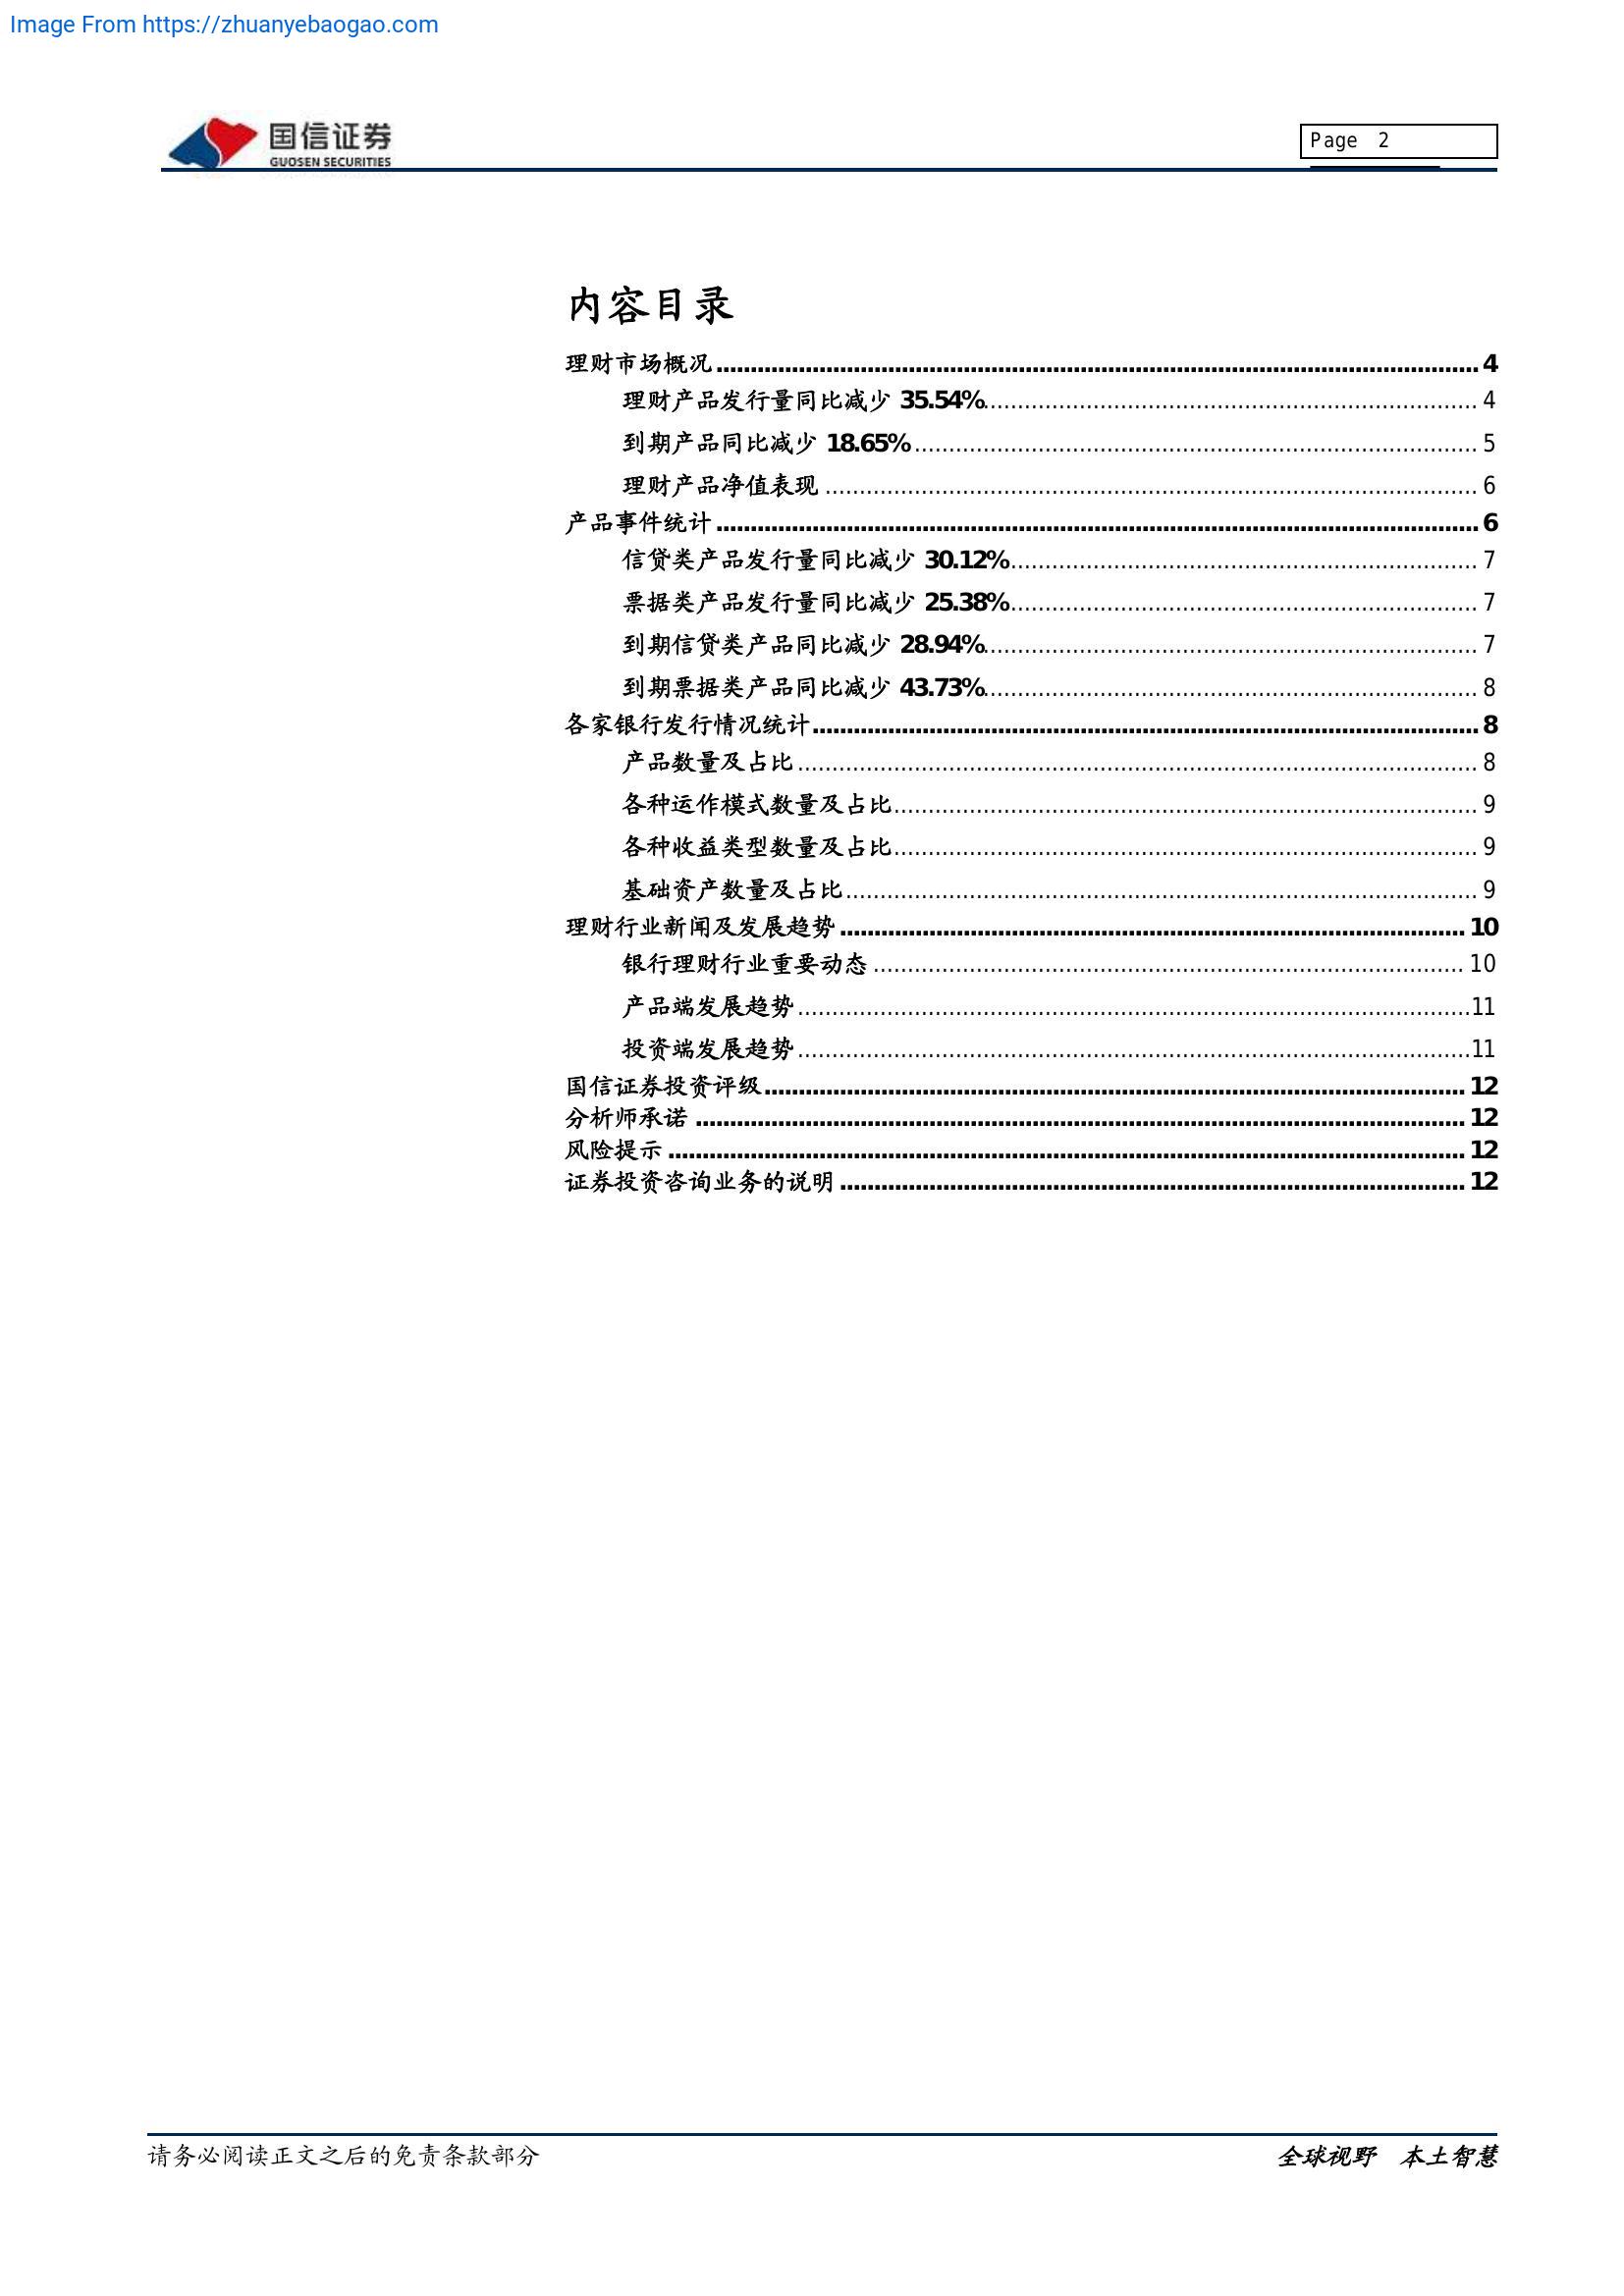 Image From https://zhuanyebaogao.com
国信证券
GUOSEN SECURITIES
Page 2
内容目录
理财市场概况 4
理财产品发行量同比减少 35.54% 4
到期产品同比减少 18.65% 5
理财产品净值表现 6
产品事件统计 6
信贷类产品发行量同比减少 30.12% 7
票据类产品发行量同比减少 25.38% 7
到期信贷类产品同比减少 28.94% 7
到期票据类产品同比减少 43.73% 8
各家银行发行情况统计 8
产品数量及占比 8
各种运作模式数量及占比 9
各种收益类型数量及占比 9
基础资产数量及占比 9
理财行业新闻及发展趋势 10
银行理财行业重要动态 10
产品端发展趋势 11
投资端发展趋势 11
国信证券投资评级 12
分析师承诺 12
风险提示 12
证券投资咨询业务的说明 12
请务必阅读正文之后的免责条款部分
全球视野 本土智慧